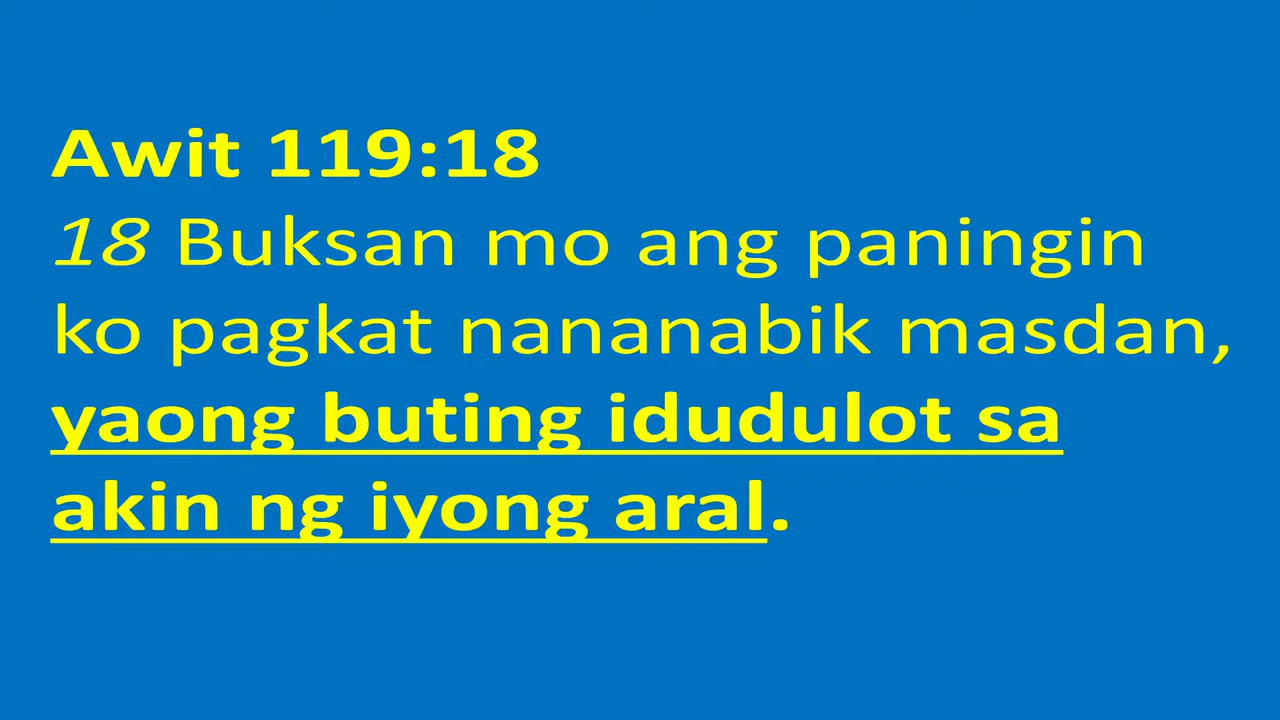 Awit 119:18
18 Buksan mo ang paningin
ko pagkat nananabik masdan,
yaong buting idudulot sa
akin ng iyong aral.